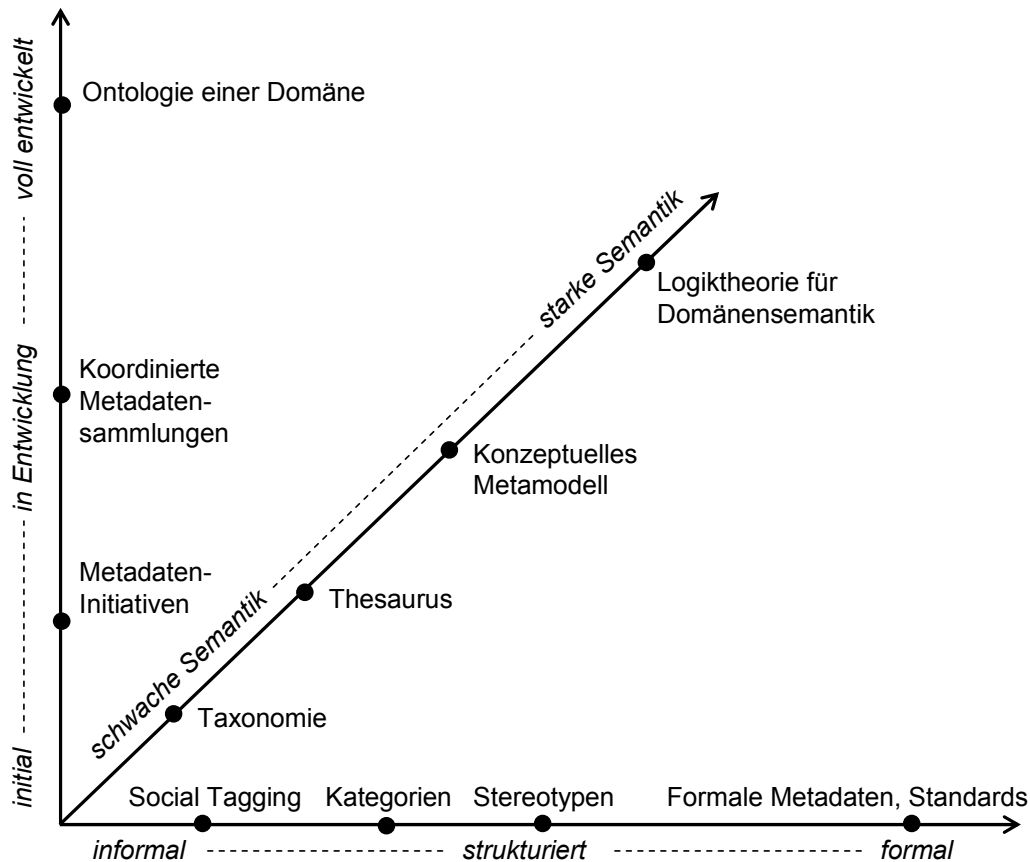 voll entwickelt
in Entwicklung
initial
Ontologie einer Domäne
Koordinierte
Metadaten-
sammlungen
Metadaten-
Initiativen
starke Semantik
schwache Semantik
Logiktheorie für
Domänensemantik
Konzeptuelles
Metamodell
Thesaurus
Taxonomie
Social Tagging Kategorien Stereotypen Formale Metadaten, Standards
informal strukturiert formal